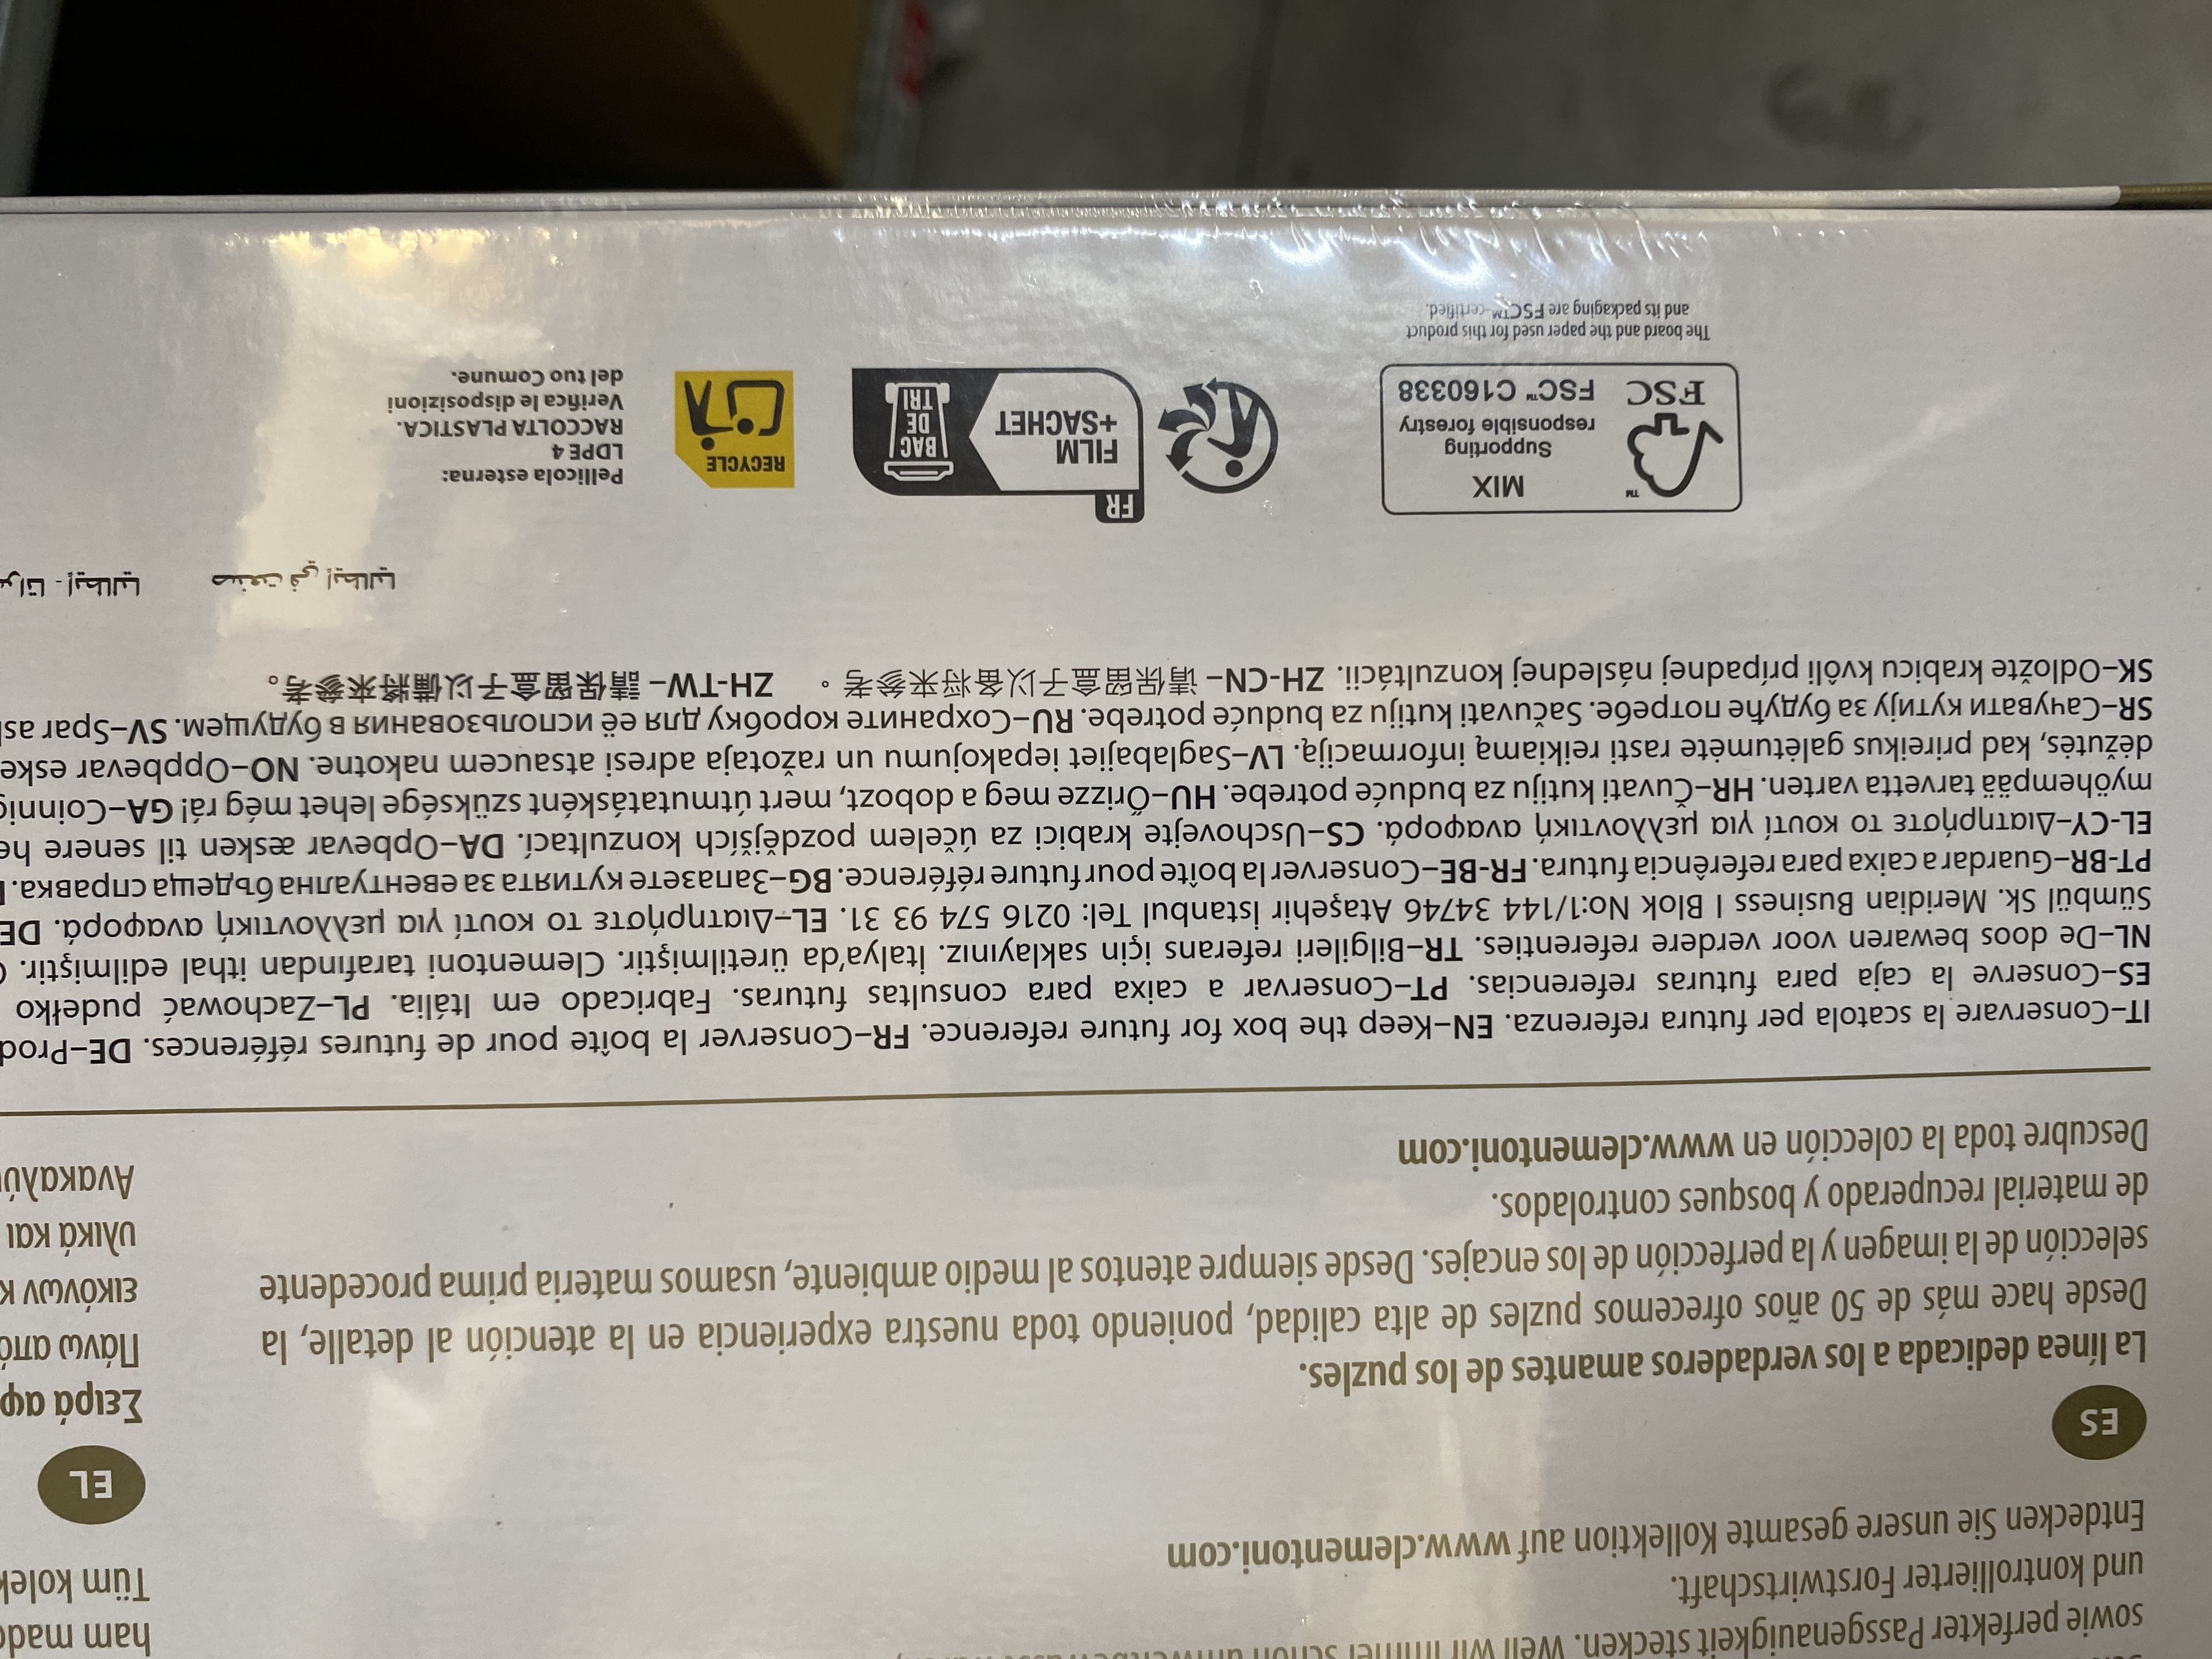 sowie perfekter Passgenauigkeit stecken. Weil wir immer schon
und kontrollierter Forstwirtschaft.
Entdecken Sie unsere gesamte Kollektion auf www.clementoni.com
ham
Tüm
ES
La línea dedicada a los verdaderos amantes de los puzles.
Desde hace más de 50 años ofrecemos puzles de alta calidad, poniendo toda nuestra experiencia en la atención al detalle, la
selección de la imagen y la perfección de los encajes. Desde siempre atentos al medio ambiente, usamos materia prima procedente
de material recuperado y bosques controlados.
Descubre toda la colección en www.clementoni.com
EL
Σειρά
Πάνω
εικόνων
υλικά και
IT–Conservare la scatola per futura referenza. EN–Keep the box for future reference. FR–Conserver la boîte pour de futures références. DE–Prod
ES–Conserve la caja para futuras referencias. PT–Conservar a caixa para consultas futuras. Fabricado em Itália. PL–Zachować pudełko
NL–De doos bewaren voor verdere referenties. TR–Bilgileri referans için saklayınız. İtalya'da üretilmiştir. Clementoni tarafından ithal edilmiştir.
Sümbül Sk. Meridian Business I Blok No:1/144 34746 Ataşehir İstanbul Tel: 0216 574 93 31. EL–Διατηρήστε το κουτί για μελλοντική αναφορά. DE
PT-BR–Guardar a caixa para referência futura. FR-BE–Conserver la boîte pour future référence. BG–Запазете кутията за евентуална бъдеща справка.
EL-CY–Διατηρήστε το κουτί για μελλοντική αναφορά. CS–Uschovejte krabici za účelem pozdějších konzultací. DA–Opbevar æsken til senere
myöhempää tarvetta varten. HR–Čuvati kutiju za buduće potrebe. HU–Őrizze meg a dobozt, mert útmutatásként szüksége lehet még rá! GA–
dėžutės, kad prireikus galėtumėte rasti reikiamą informaciją. LV–Saglabājiet iepakojumu un ražotāja adresi atsaucēm nākotnē. NO–Oppbevar
SR–Сачувати кутију за будуће потребе. Sačuvati kutiju za buduće potrebe. RU–Сохраните коробку для её использования в будущем. SV–Spar
SK–Odložte krabicu kvôli prípadnej následnej konzultácii. ZH-CN– 请保留盒子以备将来参考。 ZH-TW– 請保留盒子以備將來參考。
صنعت في إيطاليا إيطاليا
FSC
MIX
Supporting
responsible forestry
FSC™ C160338
The board and the paper used for this product
and its packaging are FSC™-certified.
FR
FILM
+SACHET
BAC
DE
TRI
RECYCLE
Pellicola esterna:
LDPE 4
RACCOLTA PLASTICA.
Verifica le disposizioni
del tuo Comune.